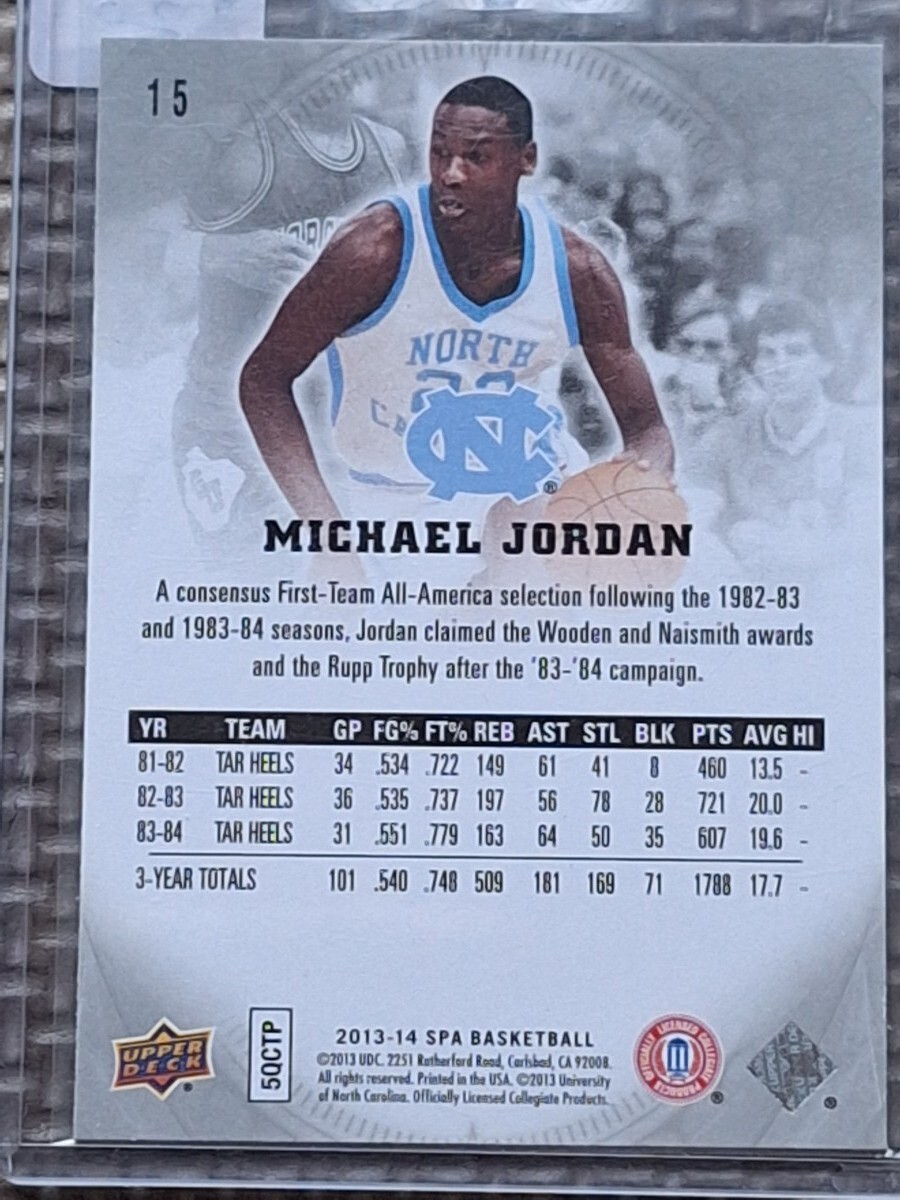 15
NORTH
NC
®
MICHAEL JORDAN
A consensus First-Team All-America selection following the 1982-83
and 1983-84 seasons, Jordan claimed the Wooden and Naismith awards
and the Rupp Trophy after the '83-'84 campaign.
YR TEAM GP FG% FT% REB AST STL BLK PTS AVG HI
81-82 TAR HEELS 34 .534 .722 149 61 41 8 460 13.5 -
82-83 TAR HEELS 36 .535 .737 197 56 78 28 721 20.0 -
83-84 TAR HEELS 31 .551 .779 163 64 50 35 607 19.6 -
3-YEAR TOTALS 101 .540 .748 509 181 169 71 1788 17.7 -
UPPER
DECK
®
5QCTP
2013-14 SPA BASKETBALL
©2013 UDC. 2251 Rutherford Road, Carlsbad, CA 92008.
All rights reserved. Printed in the USA. ©2013 University
of North Carolina. Officially Licensed Collegiate Products.
OFFICIALLY LICENSED COLLEGIATE PRODUCTS
®
®